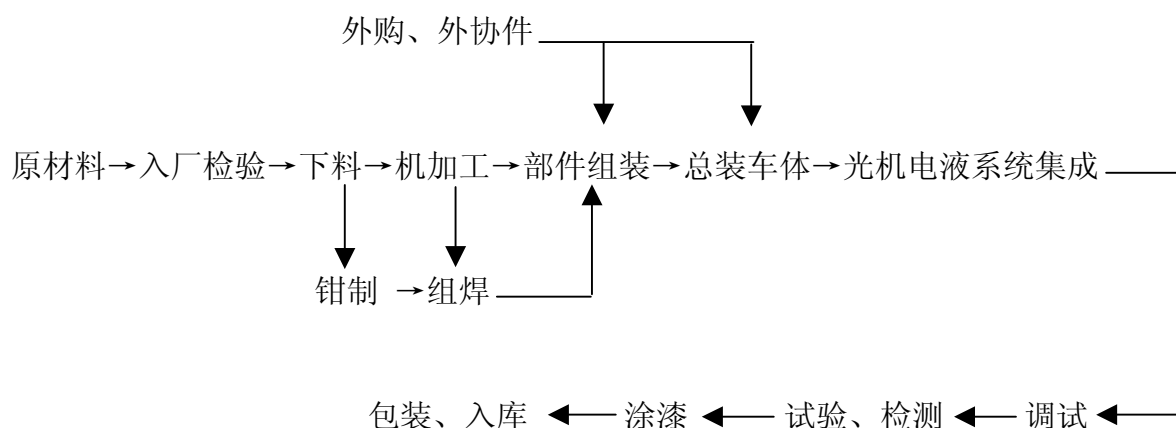 外购、外协件
原材料→入厂检验→下料→机加工→部件组装→总装车体→光机电液系统集成
钳制 →组焊
包装、入库 涂漆 试验、检测 调试